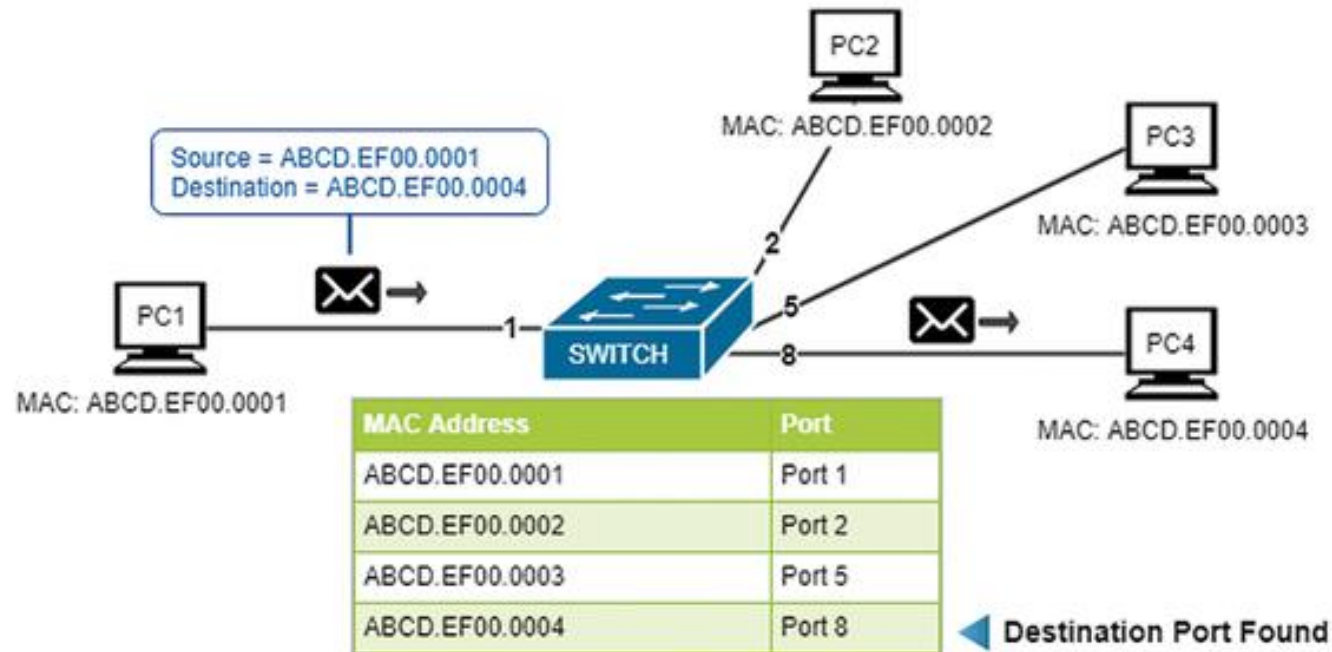 PC2
MAC: ABCD.EF00.0002
PC3
MAC: ABCD.EF00.0003
Source = ABCD.EF00.0001
Destination = ABCD.EF00.0004
PC1
MAC: ABCD.EF00.0001
1
2
5
8
SWITCH
PC4
MAC: ABCD.EF00.0004
MAC Address Port
ABCD.EF00.0001 Port 1
ABCD.EF00.0002 Port 2
ABCD.EF00.0003 Port 5
ABCD.EF00.0004 Port 8
Destination Port Found